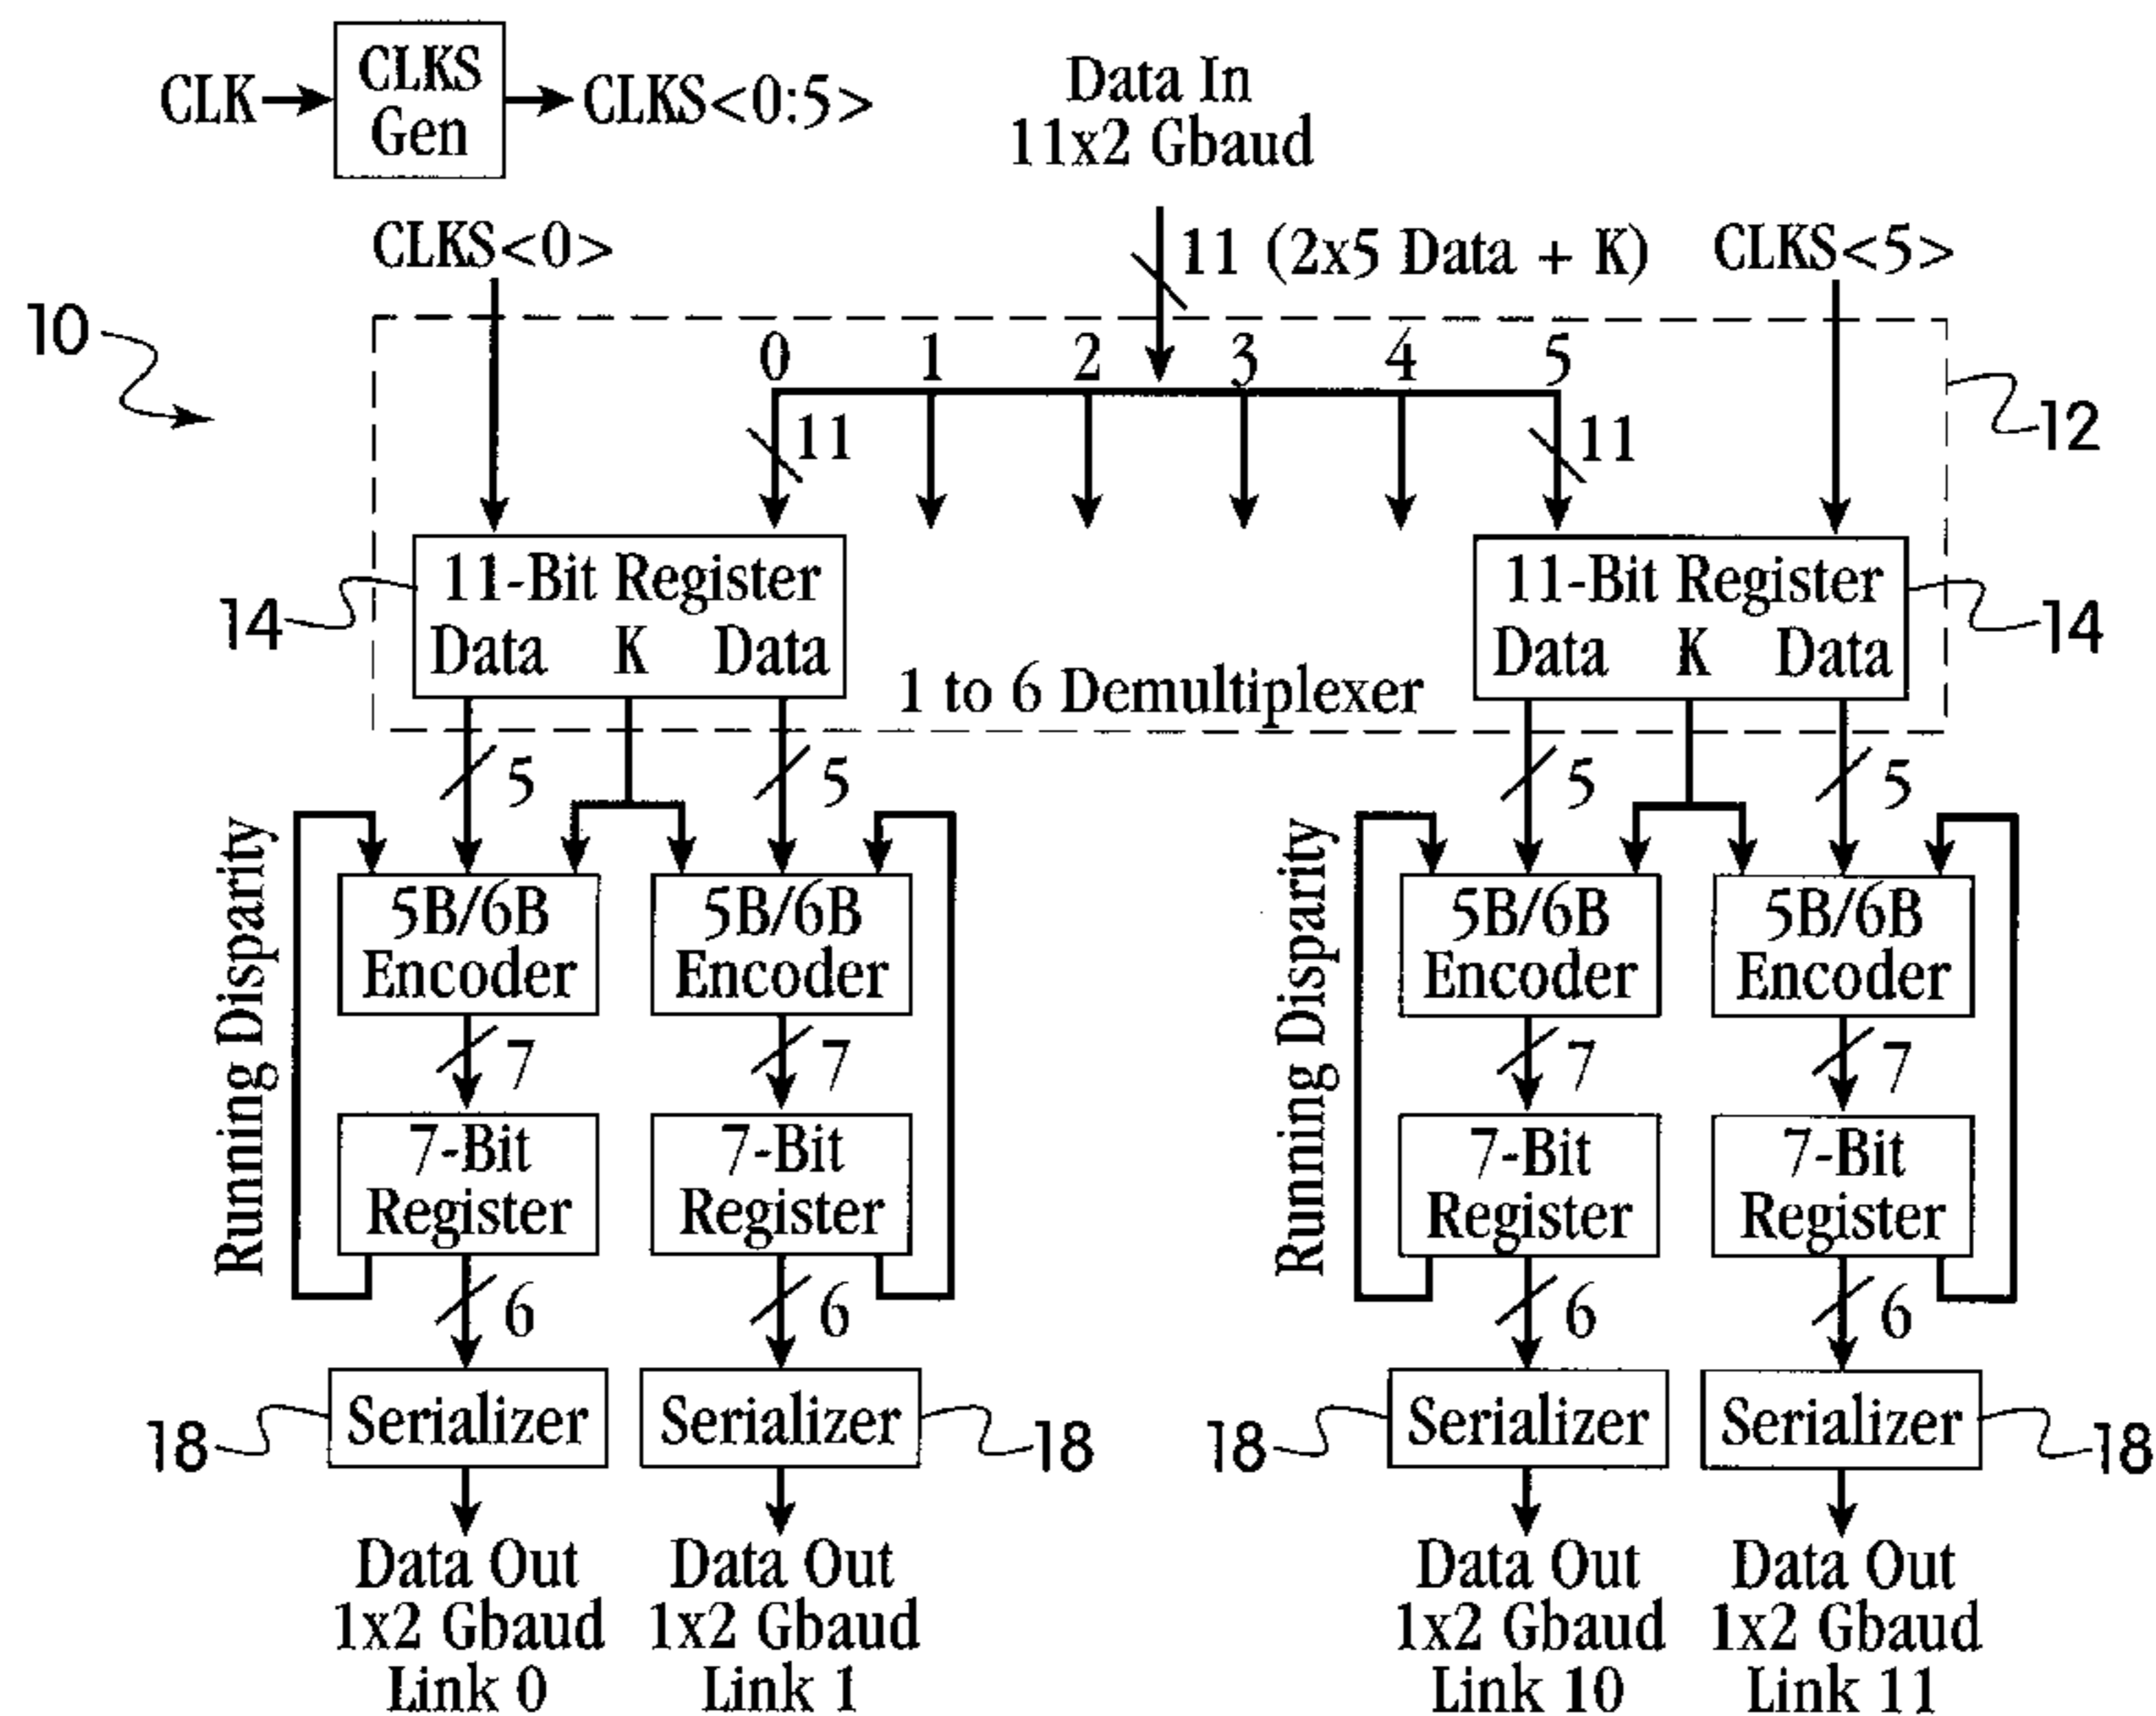 CLK
CLKS
Gen
CLKS<0:5>
Data In
11x2 Gbaud
CLKS<0>
11 (2x5 Data + K)
CLKS<5>
10
0
1
2
3
4
5
12
11
11
11-Bit Register
Data K Data
14
11-Bit Register
Data K Data
14
1 to 6 Demultiplexer
5
5
5
5
Running Disparity
5B/6B
Encoder
5B/6B
Encoder
Running Disparity
5B/6B
Encoder
5B/6B
Encoder
7
7
7
7
7-Bit
Register
7-Bit
Register
7-Bit
Register
7-Bit
Register
6
6
6
6
18
Serializer
Serializer
18
18
Serializer
Serializer
18
Data Out
1x2 Gbaud
Link 0
Data Out
1x2 Gbaud
Link 1
Data Out
1x2 Gbaud
Link 10
Data Out
1x2 Gbaud
Link 11